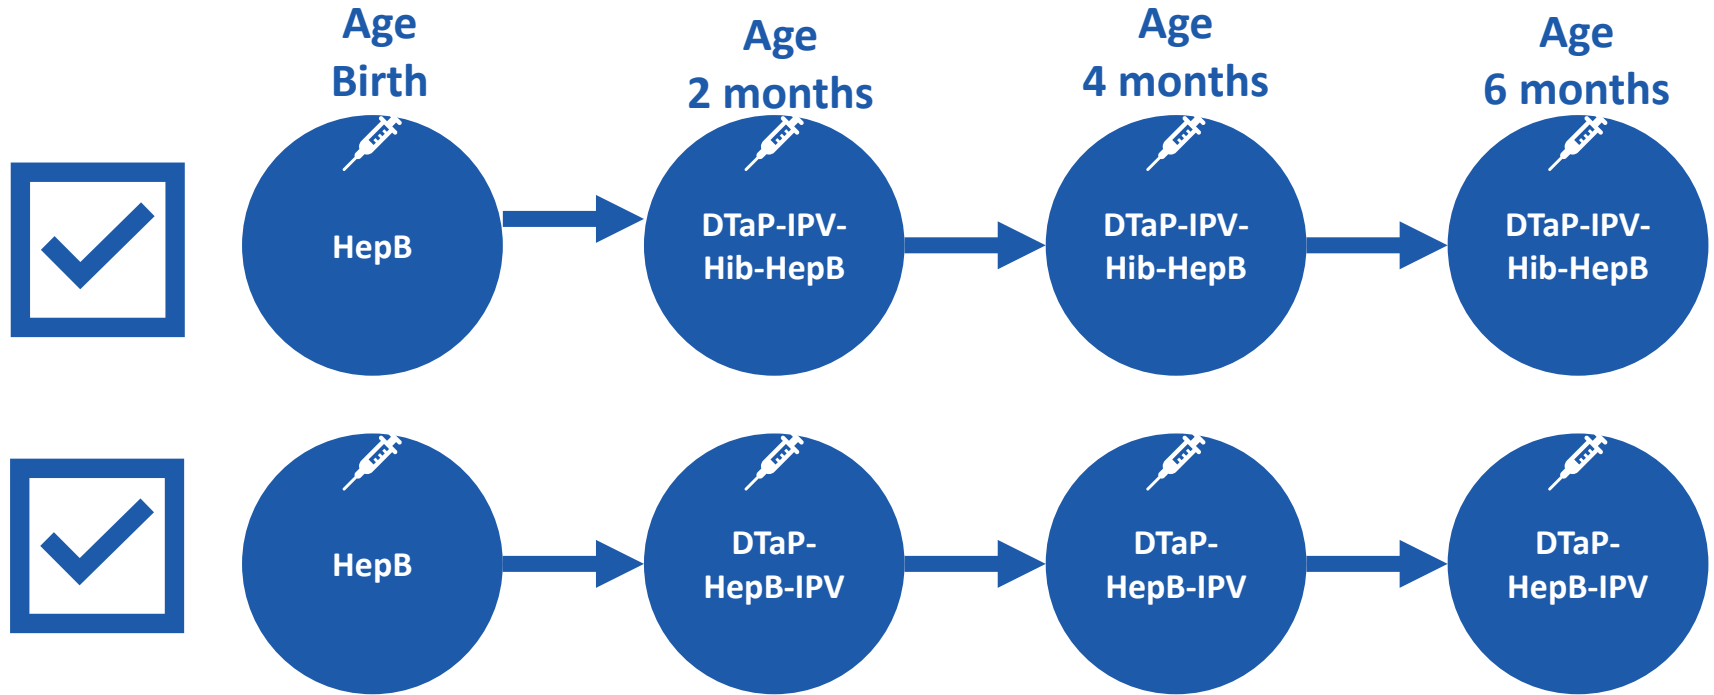 Age
Birth
Age
2 months
Age
4 months
Age
6 months
HepB
DTaP-IPV-
Hib-HepB
DTaP-IPV-
Hib-HepB
DTaP-IPV-
Hib-HepB
HepB
DTaP-
HepB-IPV
DTaP-
HepB-IPV
DTaP-
HepB-IPV